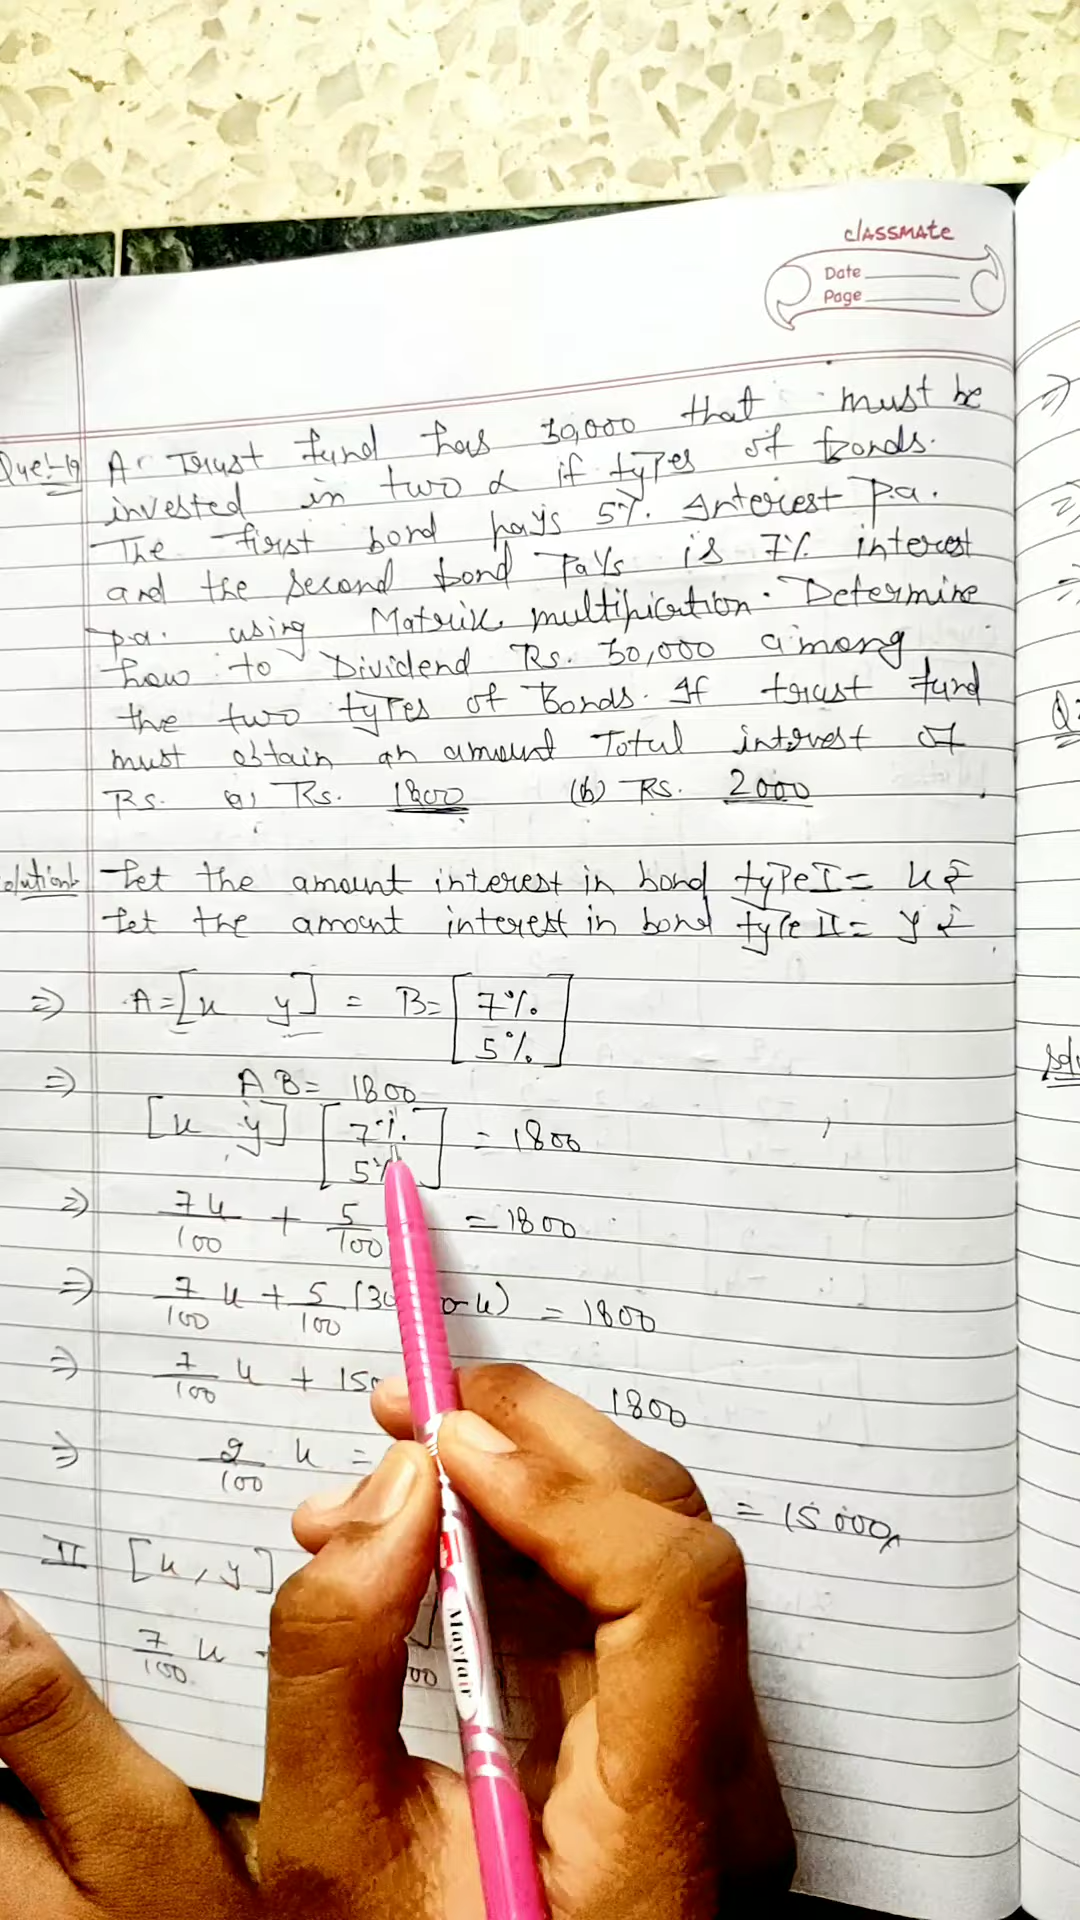 classmate
Date
Page
Que:-19 A Trust fund has 30,000 that must be
invested in two & if types of bonds.
The first bond pays 5% Interest p.a.
and the second bond Pays is 7% interest
p.a. using Matrix multiplication. Determine
how to Dividend Rs. 30,000 among
the two types of Bonds. If trust fund
must obtain an amount Total interest of
Rs. a) Rs. 1800 (b) Rs. 2000
olution! Let the amount interest in bond type I = x ₹
Let the amount interest in bond type II = y ₹
⇒ A = [x y] = B = [7%
5%]
⇒ AB = 1800
[x y] [7%
5%] = 1800
⇒ 7x/100 + 5/100 = 1800
⇒ 7/100 x + 5/100 (30 0-x) = 1800
⇒ 7/100 x + 150 1800
⇒ 2/100 x = = 15000
II [x, y]
7/100 x 00
Mayfair